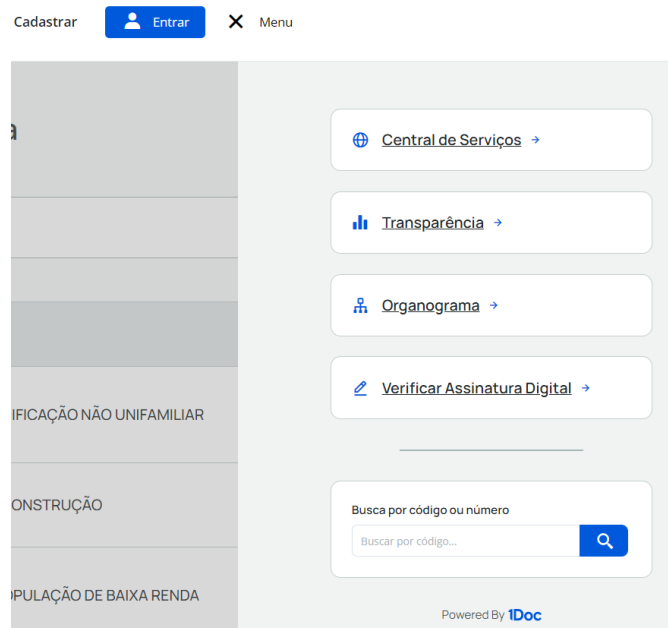 Cadastrar
Entrar
Menu
a
Central de Serviços
Transparência
Organograma
IFICAÇÃO NÃO UNIFAMILIAR
Verificar Assinatura Digital
ONSTRUÇÃO
Busca por código ou número
Buscar por código...
OPULAÇÃO DE BAIXA RENDA
Powered By 1Doc